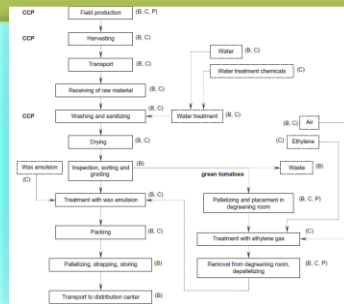 CCP
Field production
(B, C, P)
CCP
Harvesting
(B, C)
Water
(B, C)
Transport
(B, C)
Water treatment chemicals
(C)
Receiving of raw material
(B, C)
CCP
Washing and sanitizing
(B, C)
Water treatment
(B, C)
(B, C)
Air
Drying
(B, C)
(C)
Ethylene
Wax emulsion
(C)
Inspection, sorting and
grading
(B)
green tomatoes
Waste
(B)
Treatment with wax emulsion
(B, C)
Palletizing and placement in
degreening room
(B, C, P)
Packing
(B, C)
Treatment with ethylene gas
(C)
Palletizing, strapping, storing
(B)
Removal from degreening room,
depalletizing
(B, C, P)
Transport to distribution center
(B)